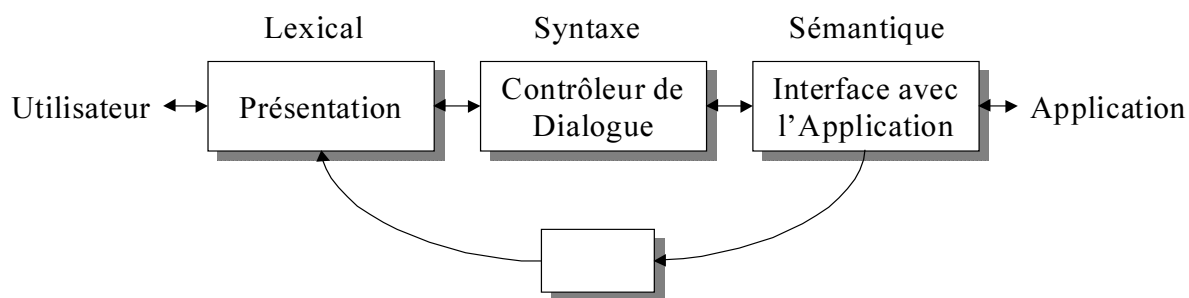 Lexical
Syntaxe
Sémantique
Utilisateur
Présentation
Contrôleur de
Dialogue
Interface avec
l'Application
Application